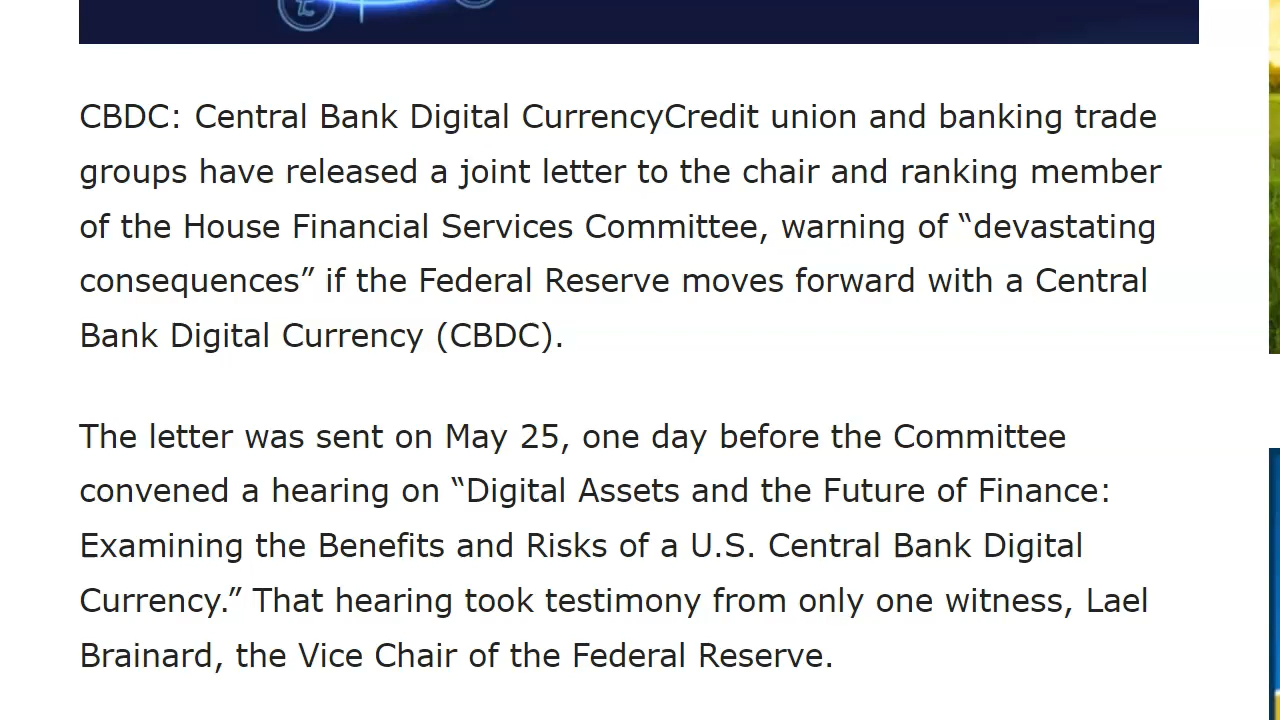 CBDC: Central Bank Digital CurrencyCredit union and banking trade
groups have released a joint letter to the chair and ranking member
of the House Financial Services Committee, warning of “devastating
consequences” if the Federal Reserve moves forward with a Central
Bank Digital Currency (CBDC).
The letter was sent on May 25, one day before the Committee
convened a hearing on “Digital Assets and the Future of Finance:
Examining the Benefits and Risks of a U.S. Central Bank Digital
Currency.” That hearing took testimony from only one witness, Lael
Brainard, the Vice Chair of the Federal Reserve.